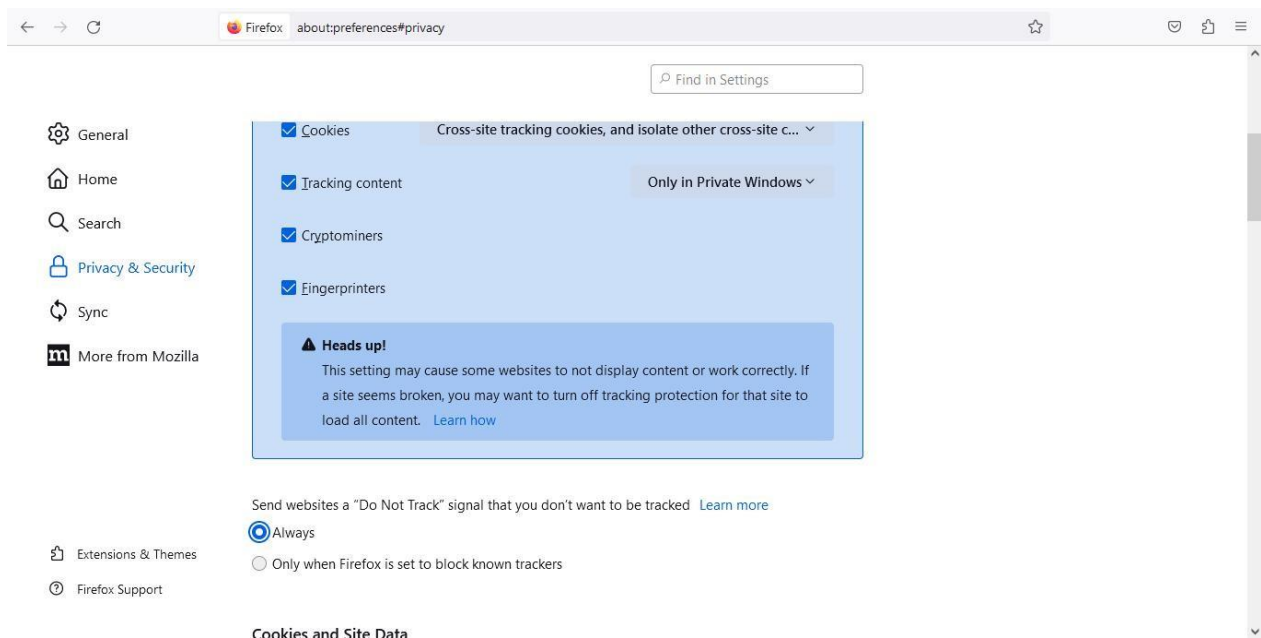 Firefox about:preferences#privacy
Find in Settings
General
Home
Search
Privacy & Security
Sync
m More from Mozilla
Extensions & Themes
Firefox Support
Cookies Cross-site tracking cookies, and isolate other cross-site c...
Tracking content Only in Private Windows
Cryptominers
Fingerprinters
Heads up!
This setting may cause some websites to not display content or work correctly. If
a site seems broken, you may want to turn off tracking protection for that site to
load all content. Learn how
Send websites a “Do Not Track” signal that you don’t want to be tracked Learn more
Always
Only when Firefox is set to block known trackers
Cookies and Site Data